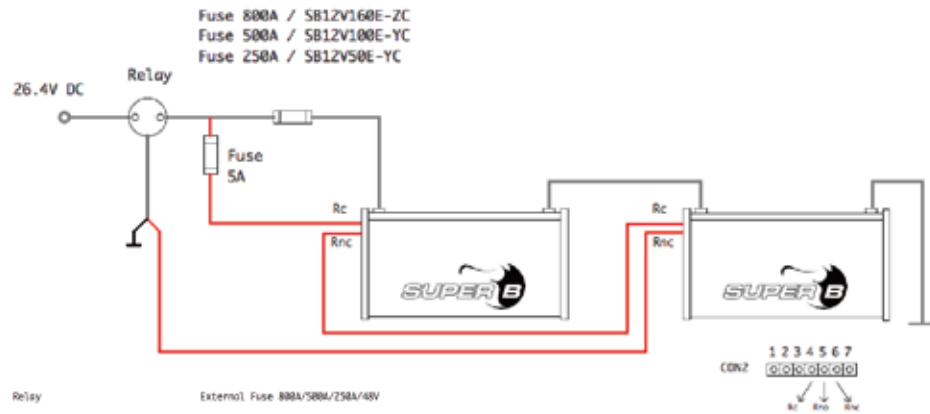 Fuse 800A / SB12V160E-ZC
Fuse 500A / SB12V100E-YC
Fuse 250A / SB12V50E-YC
Relay
26.4V DC
Fuse
5A
Rc
Rnc
Rc
Rnc
SUPER B
SUPER B
CON2
1 2 3 4 5 6 7
Rc Rno Rnc
Relay
External Fuse 800A/500A/250A/48V